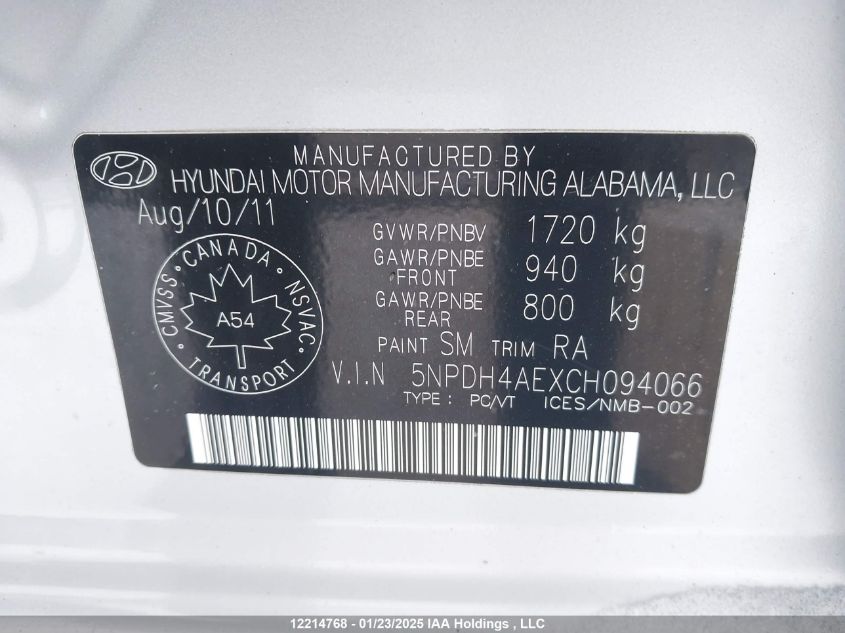 MANUFACTURED BY
HYUNDAI MOTOR MANUFACTURING ALABAMA, LLC
Aug/10/11
GVWR/PNBV 1720 kg
GAWR/PNBE FRONT 940 kg
GAWR/PNBE REAR 800 kg
PAINT SM TRIM RA
V.I.N 5NPDH4AEXCH094066
TYPE : PC/VT ICES/NMB-002
CANADA
CMVSS · NSVAC
A54
TRANSPORT
12214768 - 01/23/2025 IAA Holdings , LLC